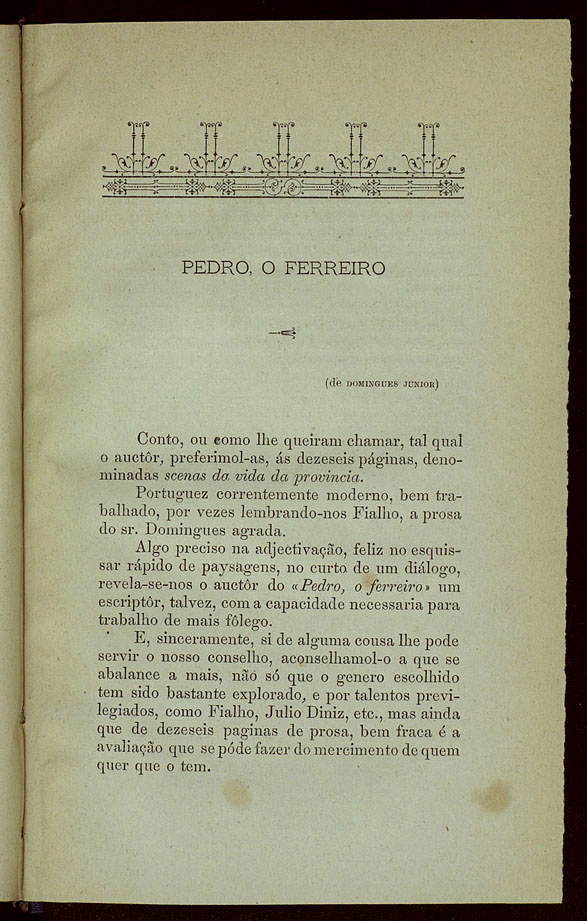 PEDRO, O FERREIRO
(de DOMINGUES JUNIOR)
Conto, ou como lhe queiram chamar, tal qual
o auctôr, preferimol-as, ás dezeseis páginas, deno-
minadas scenas da vida da provincia.
Portuguez correntemente moderno, bem tra-
balhado, por vezes lembrando-nos Fialho, a prosa
do sr. Domingues agrada.
Algo preciso na adjectivação, feliz no esquis-
sar rápido de paysagens, no curto de um diálogo,
revela-se-nos o auctôr do «Pedro, o ferreiro» um
escriptôr, talvez, com a capacidade necessaria para
trabalho de mais fôlego.
E, sinceramente, si de alguma cousa lhe pode
servir o nosso conselho, aconselhamol-o a que se
abalance a mais, não só que o genero escolhido
tem sido bastante explorado, e por talentos previ-
legiados, como Fialho, Julio Diniz, etc., mas ainda
que de dezeseis paginas de prosa, bem fraca é a
avaliação que se póde fazer do mercimento de quem
quer que o tem.